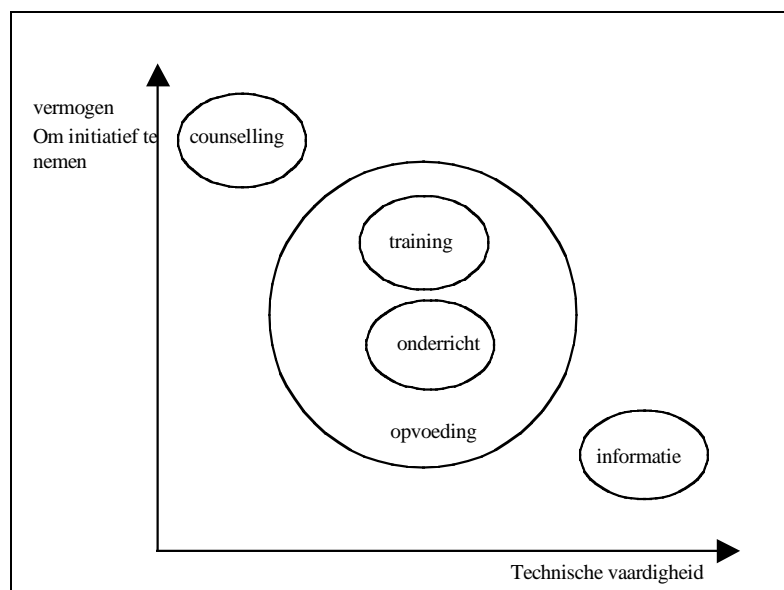 vermogen
Om initiatief te
nemen
counselling
training
onderricht
opvoeding
informatie
Technische vaardigheid